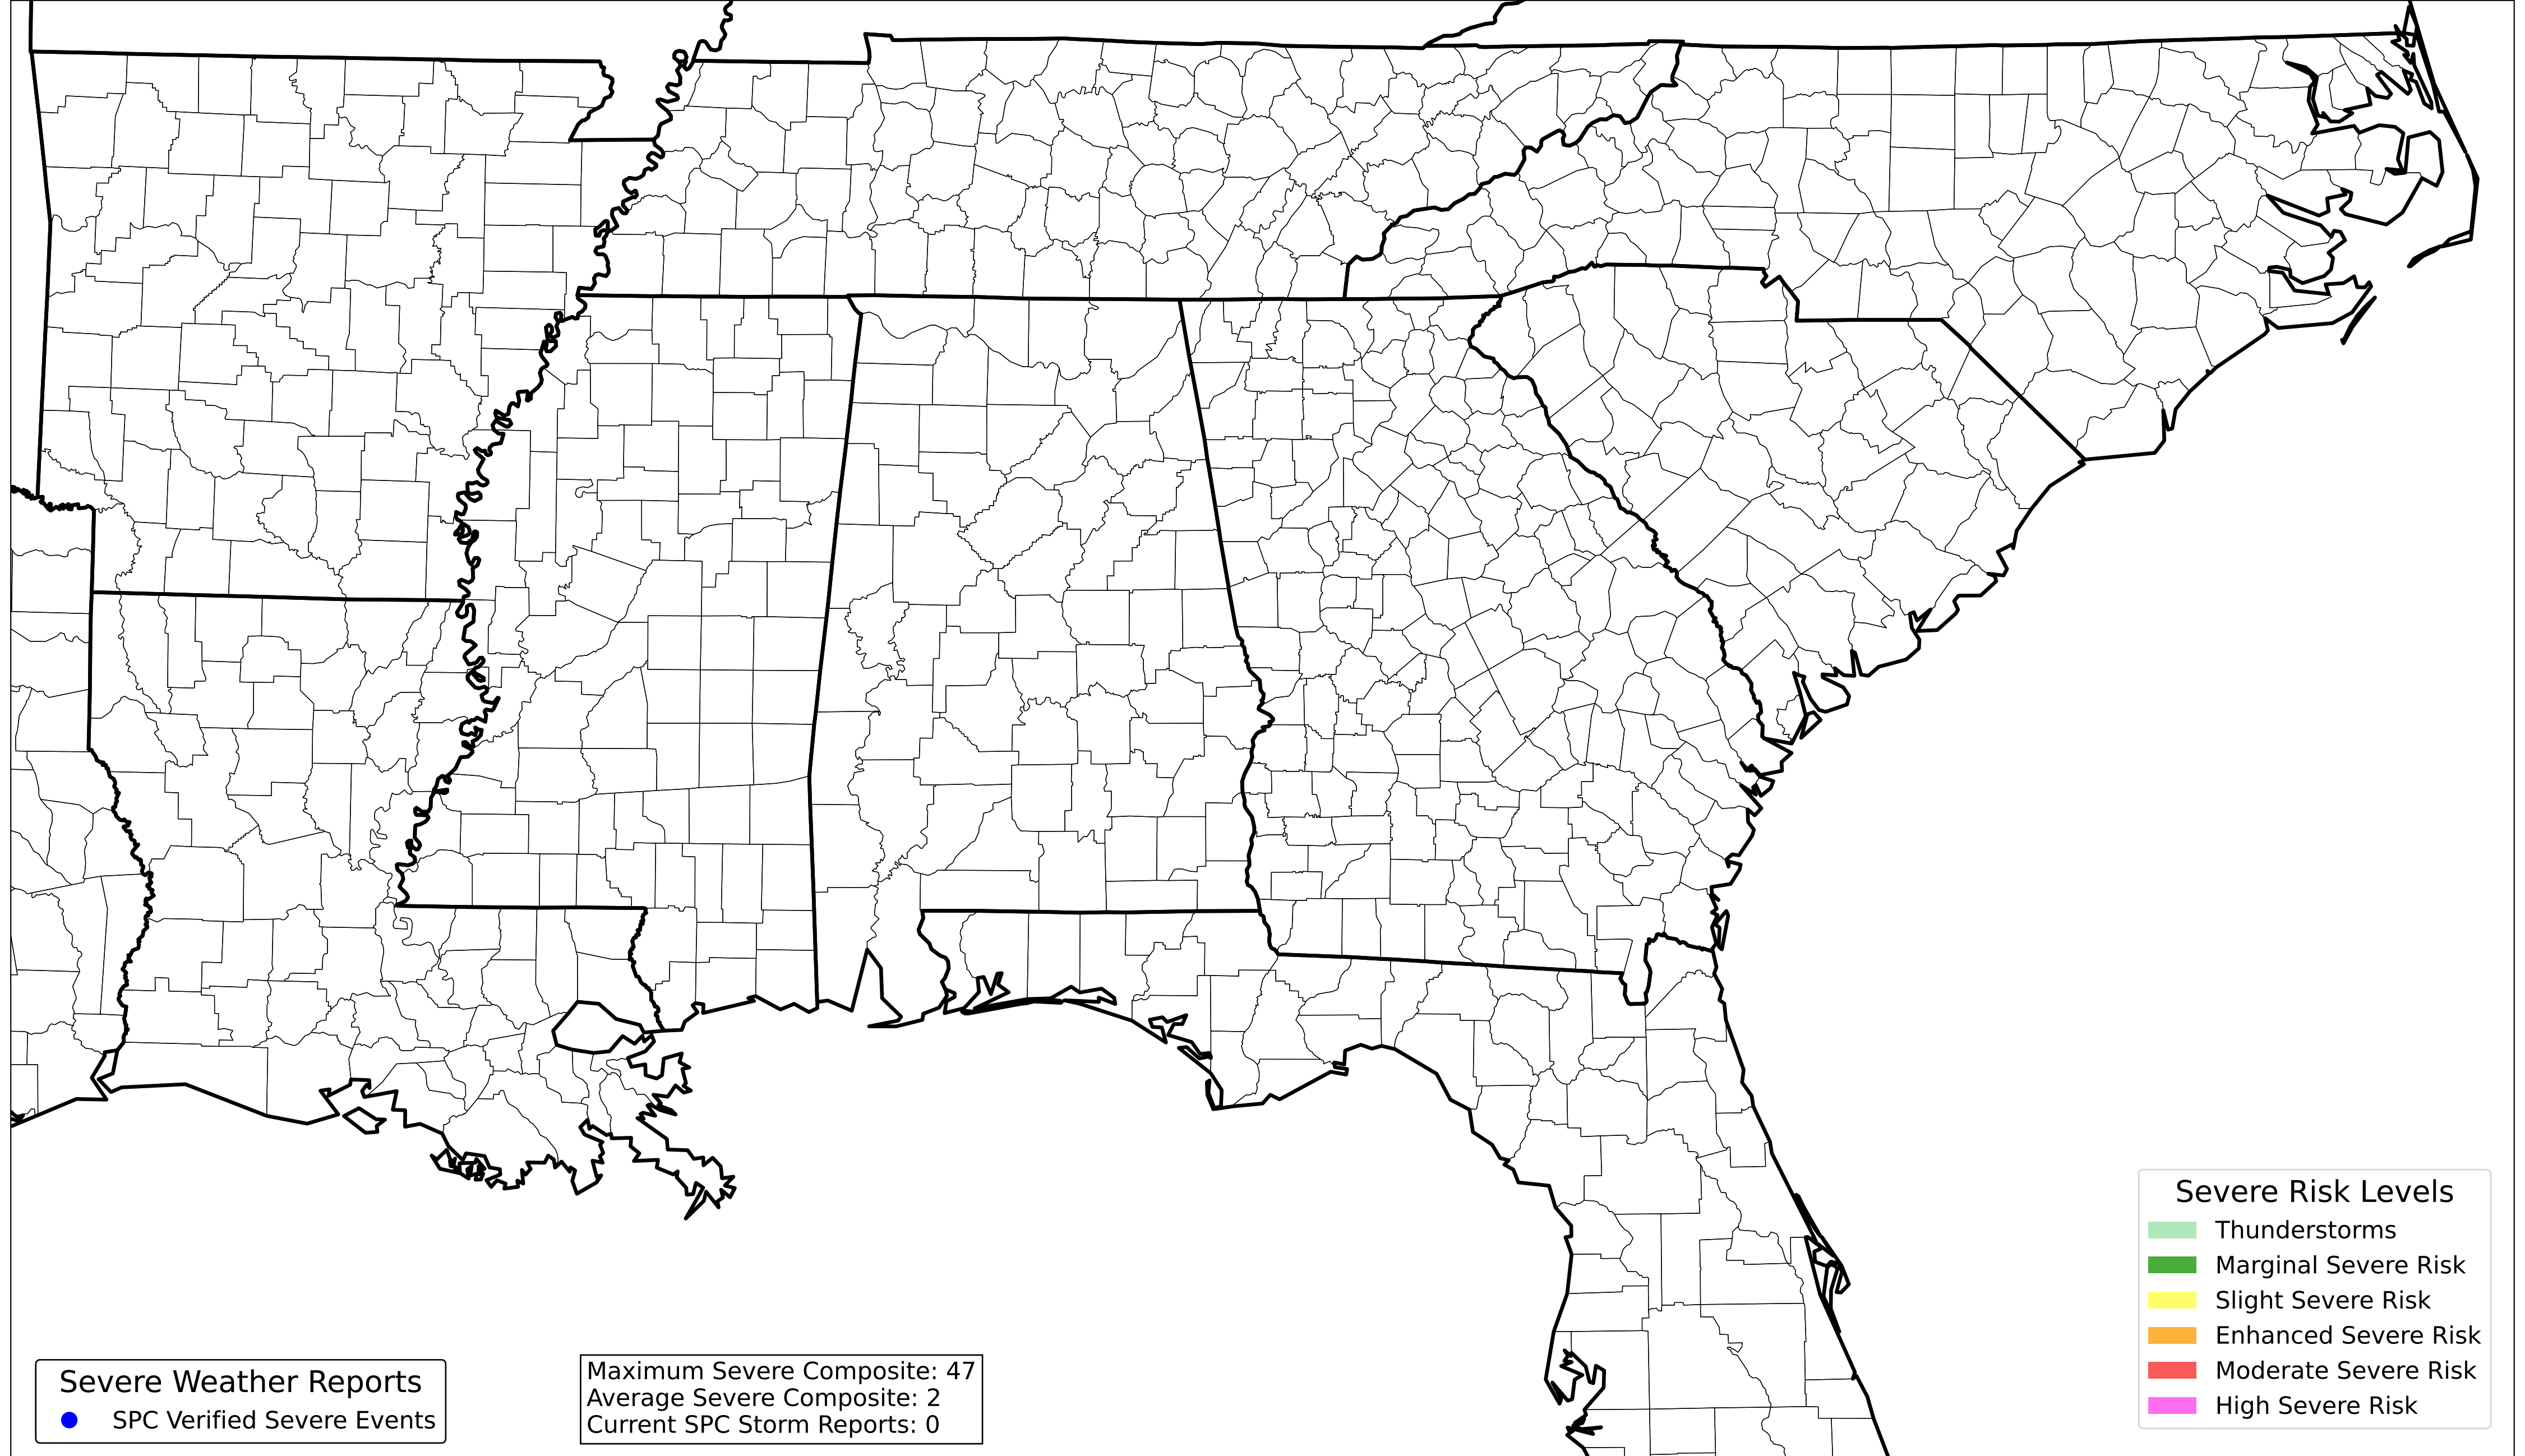 Severe Risk Levels
Thunderstorms
Marginal Severe Risk
Slight Severe Risk
Enhanced Severe Risk
Moderate Severe Risk
High Severe Risk
Severe Weather Reports
SPC Verified Severe Events
Maximum Severe Composite: 47
Average Severe Composite: 2
Current SPC Storm Reports: 0